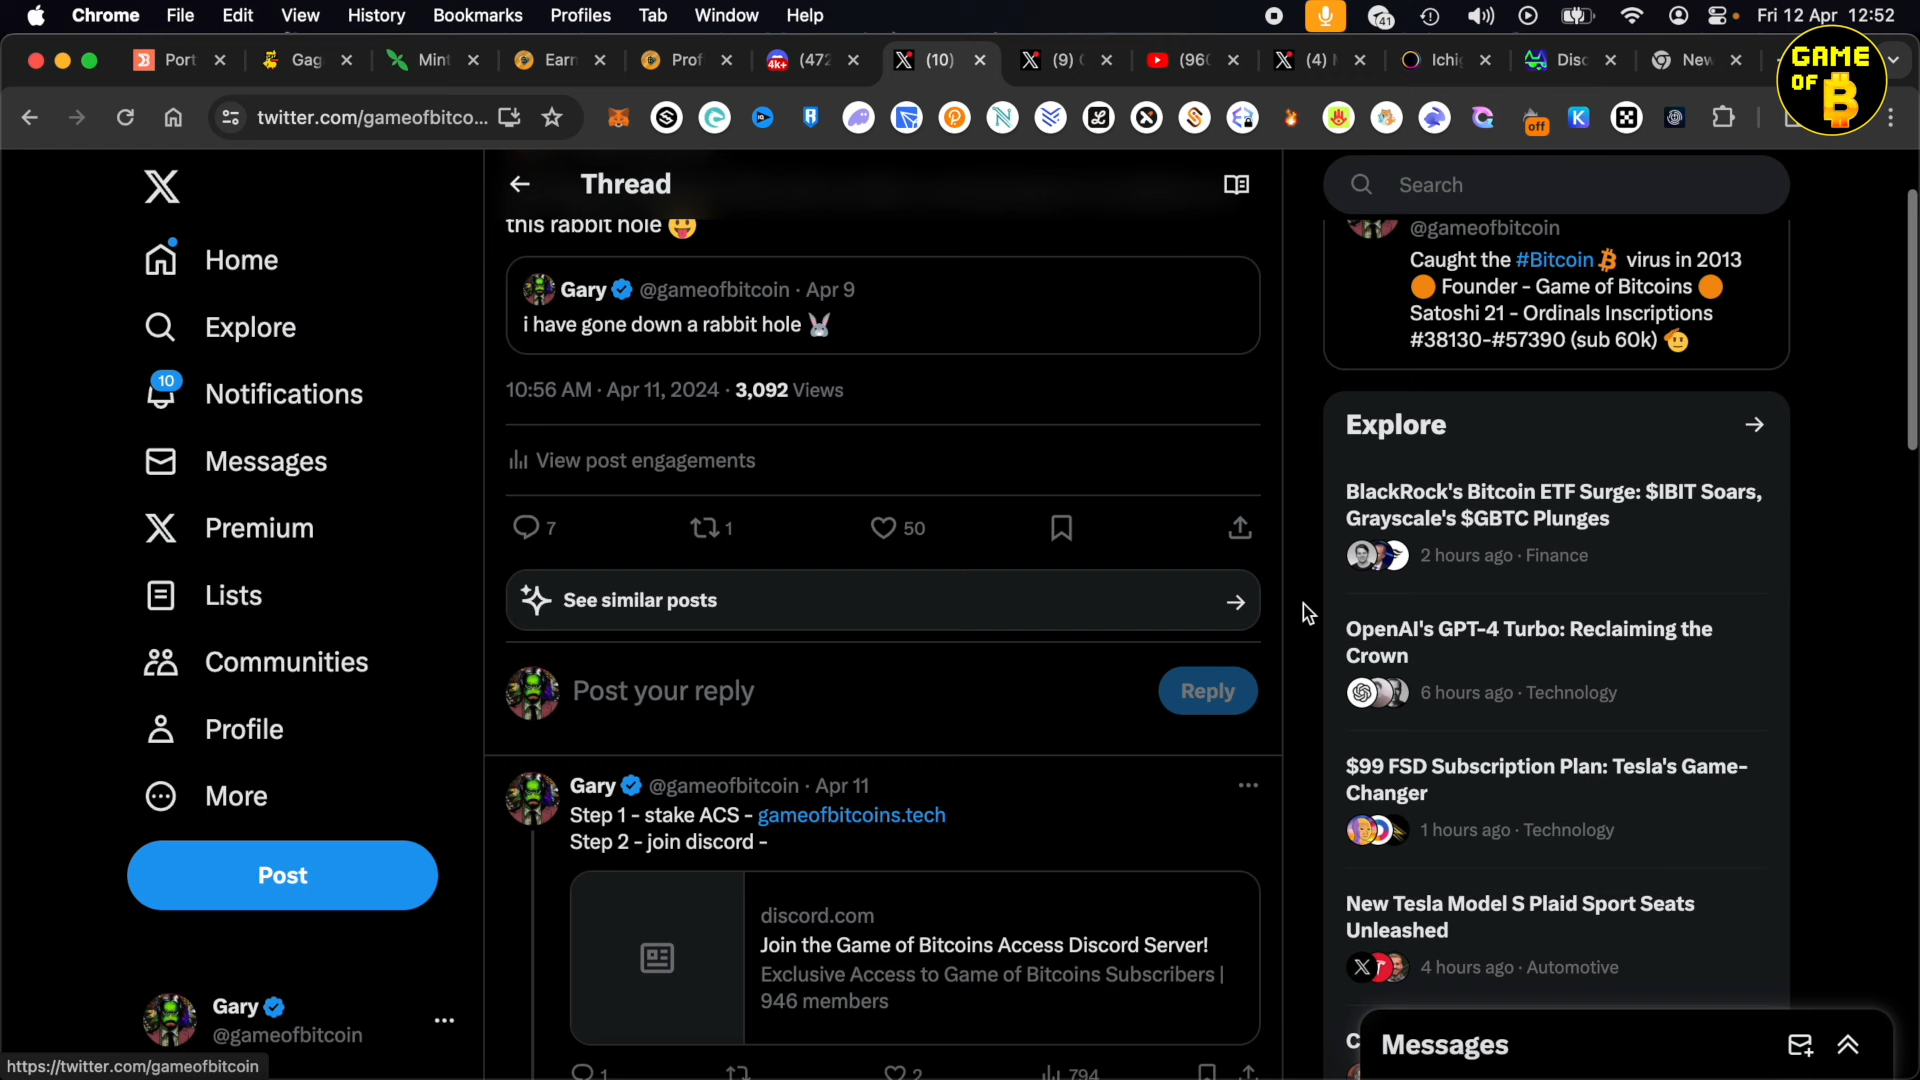 Chrome File Edit View History Bookmarks Profiles Tab Window Help
41
Fri 12 Apr 12:52
Port
Gag
Mint
Earn
Prof
4k+
(472
(10)
(9)
(960
(4)
Ichi
Disc
New
GAME
OF
B
twitter.com/gameofbitco...
off
X
Home
Explore
10
Notifications
Messages
Premium
Lists
Communities
Profile
More
Post
Gary
@gameofbitcoin
https://twitter.com/gameofbitcoin
Thread
this rabbit hole 😛
Gary @gameofbitcoin · Apr 9
i have gone down a rabbit hole 🐰
10:56 AM · Apr 11, 2024 · 3,092 Views
View post engagements
7
1
50
See similar posts
Post your reply
Reply
Gary @gameofbitcoin · Apr 11
Step 1 - stake ACS - gameofbitcoins.tech
Step 2 - join discord -
discord.com
Join the Game of Bitcoins Access Discord Server!
Exclusive Access to Game of Bitcoins Subscribers |
946 members
1
2
794
Search
@gameofbitcoin
Caught the #Bitcoin virus in 2013
🟠 Founder - Game of Bitcoins 🟠
Satoshi 21 - Ordinals Inscriptions
#38130-#57390 (sub 60k) 🫡
Explore
BlackRock's Bitcoin ETF Surge: $IBIT Soars,
Grayscale's $GBTC Plunges
2 hours ago · Finance
OpenAI's GPT-4 Turbo: Reclaiming the
Crown
6 hours ago · Technology
$99 FSD Subscription Plan: Tesla's Game-
Changer
1 hours ago · Technology
New Tesla Model S Plaid Sport Seats
Unleashed
4 hours ago · Automotive
Messages